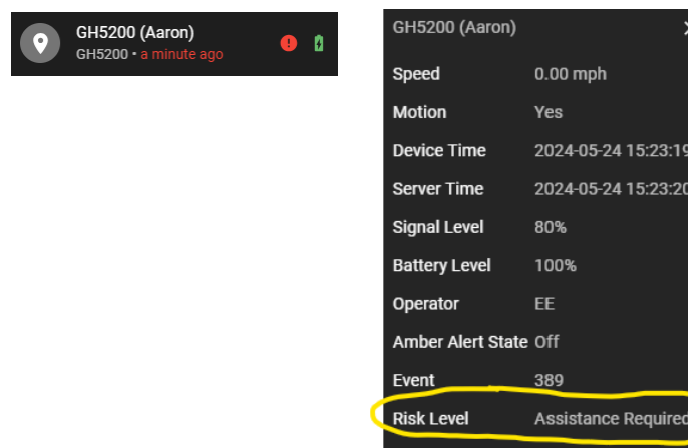 GH5200 (Aaron)
GH5200 • a minute ago
GH5200 (Aaron)
Speed 0.00 mph
Motion Yes
Device Time 2024-05-24 15:23:19
Server Time 2024-05-24 15:23:20
Signal Level 80%
Battery Level 100%
Operator EE
Amber Alert State Off
Event 389
Risk Level Assistance Required